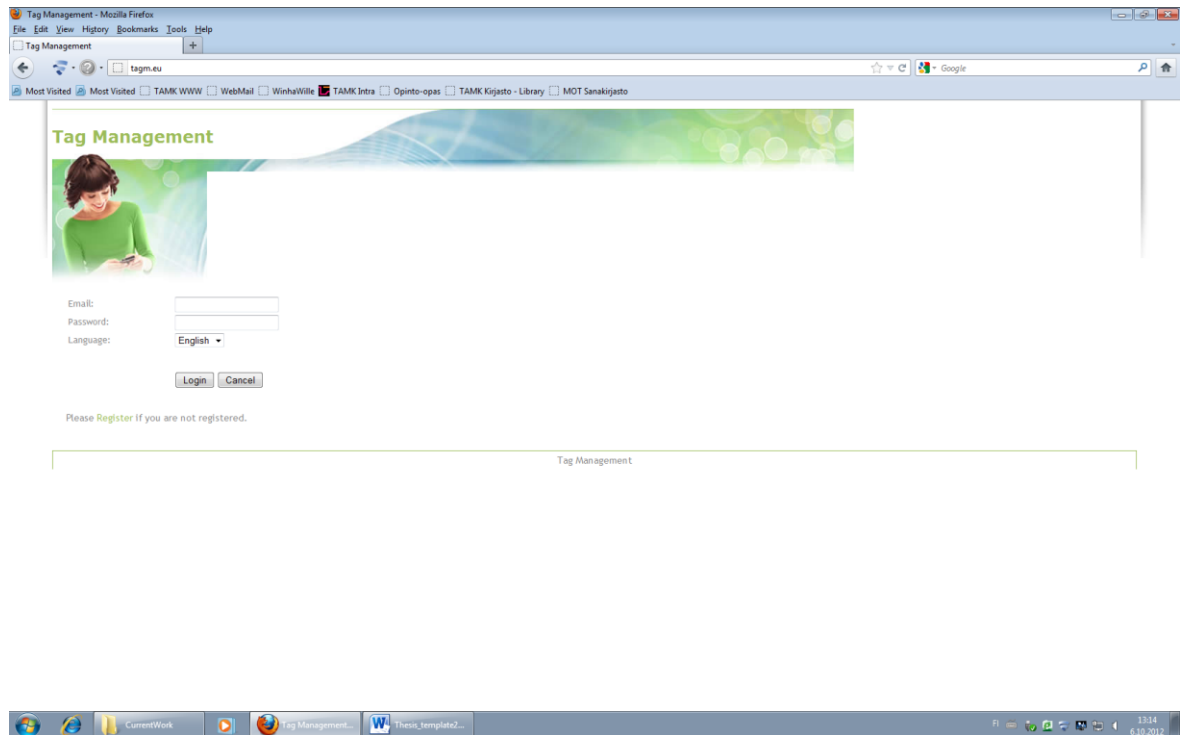 Tag Management - Mozilla Firefox
File Edit View History Bookmarks Tools Help
Tag Management
tagm.eu
Google
Most Visited Most Visited TAMK WWW WebMail WinhaWille TAMK Intra Opinto-opas TAMK Kirjasto - Library MOT Sanakirjasto
Tag Management
Email:
Password:
Language: English
Login Cancel
Please Register if you are not registered.
Tag Management
CurrentWork Tag Management... Thesis_template2... FI 13:14
6.10.2012